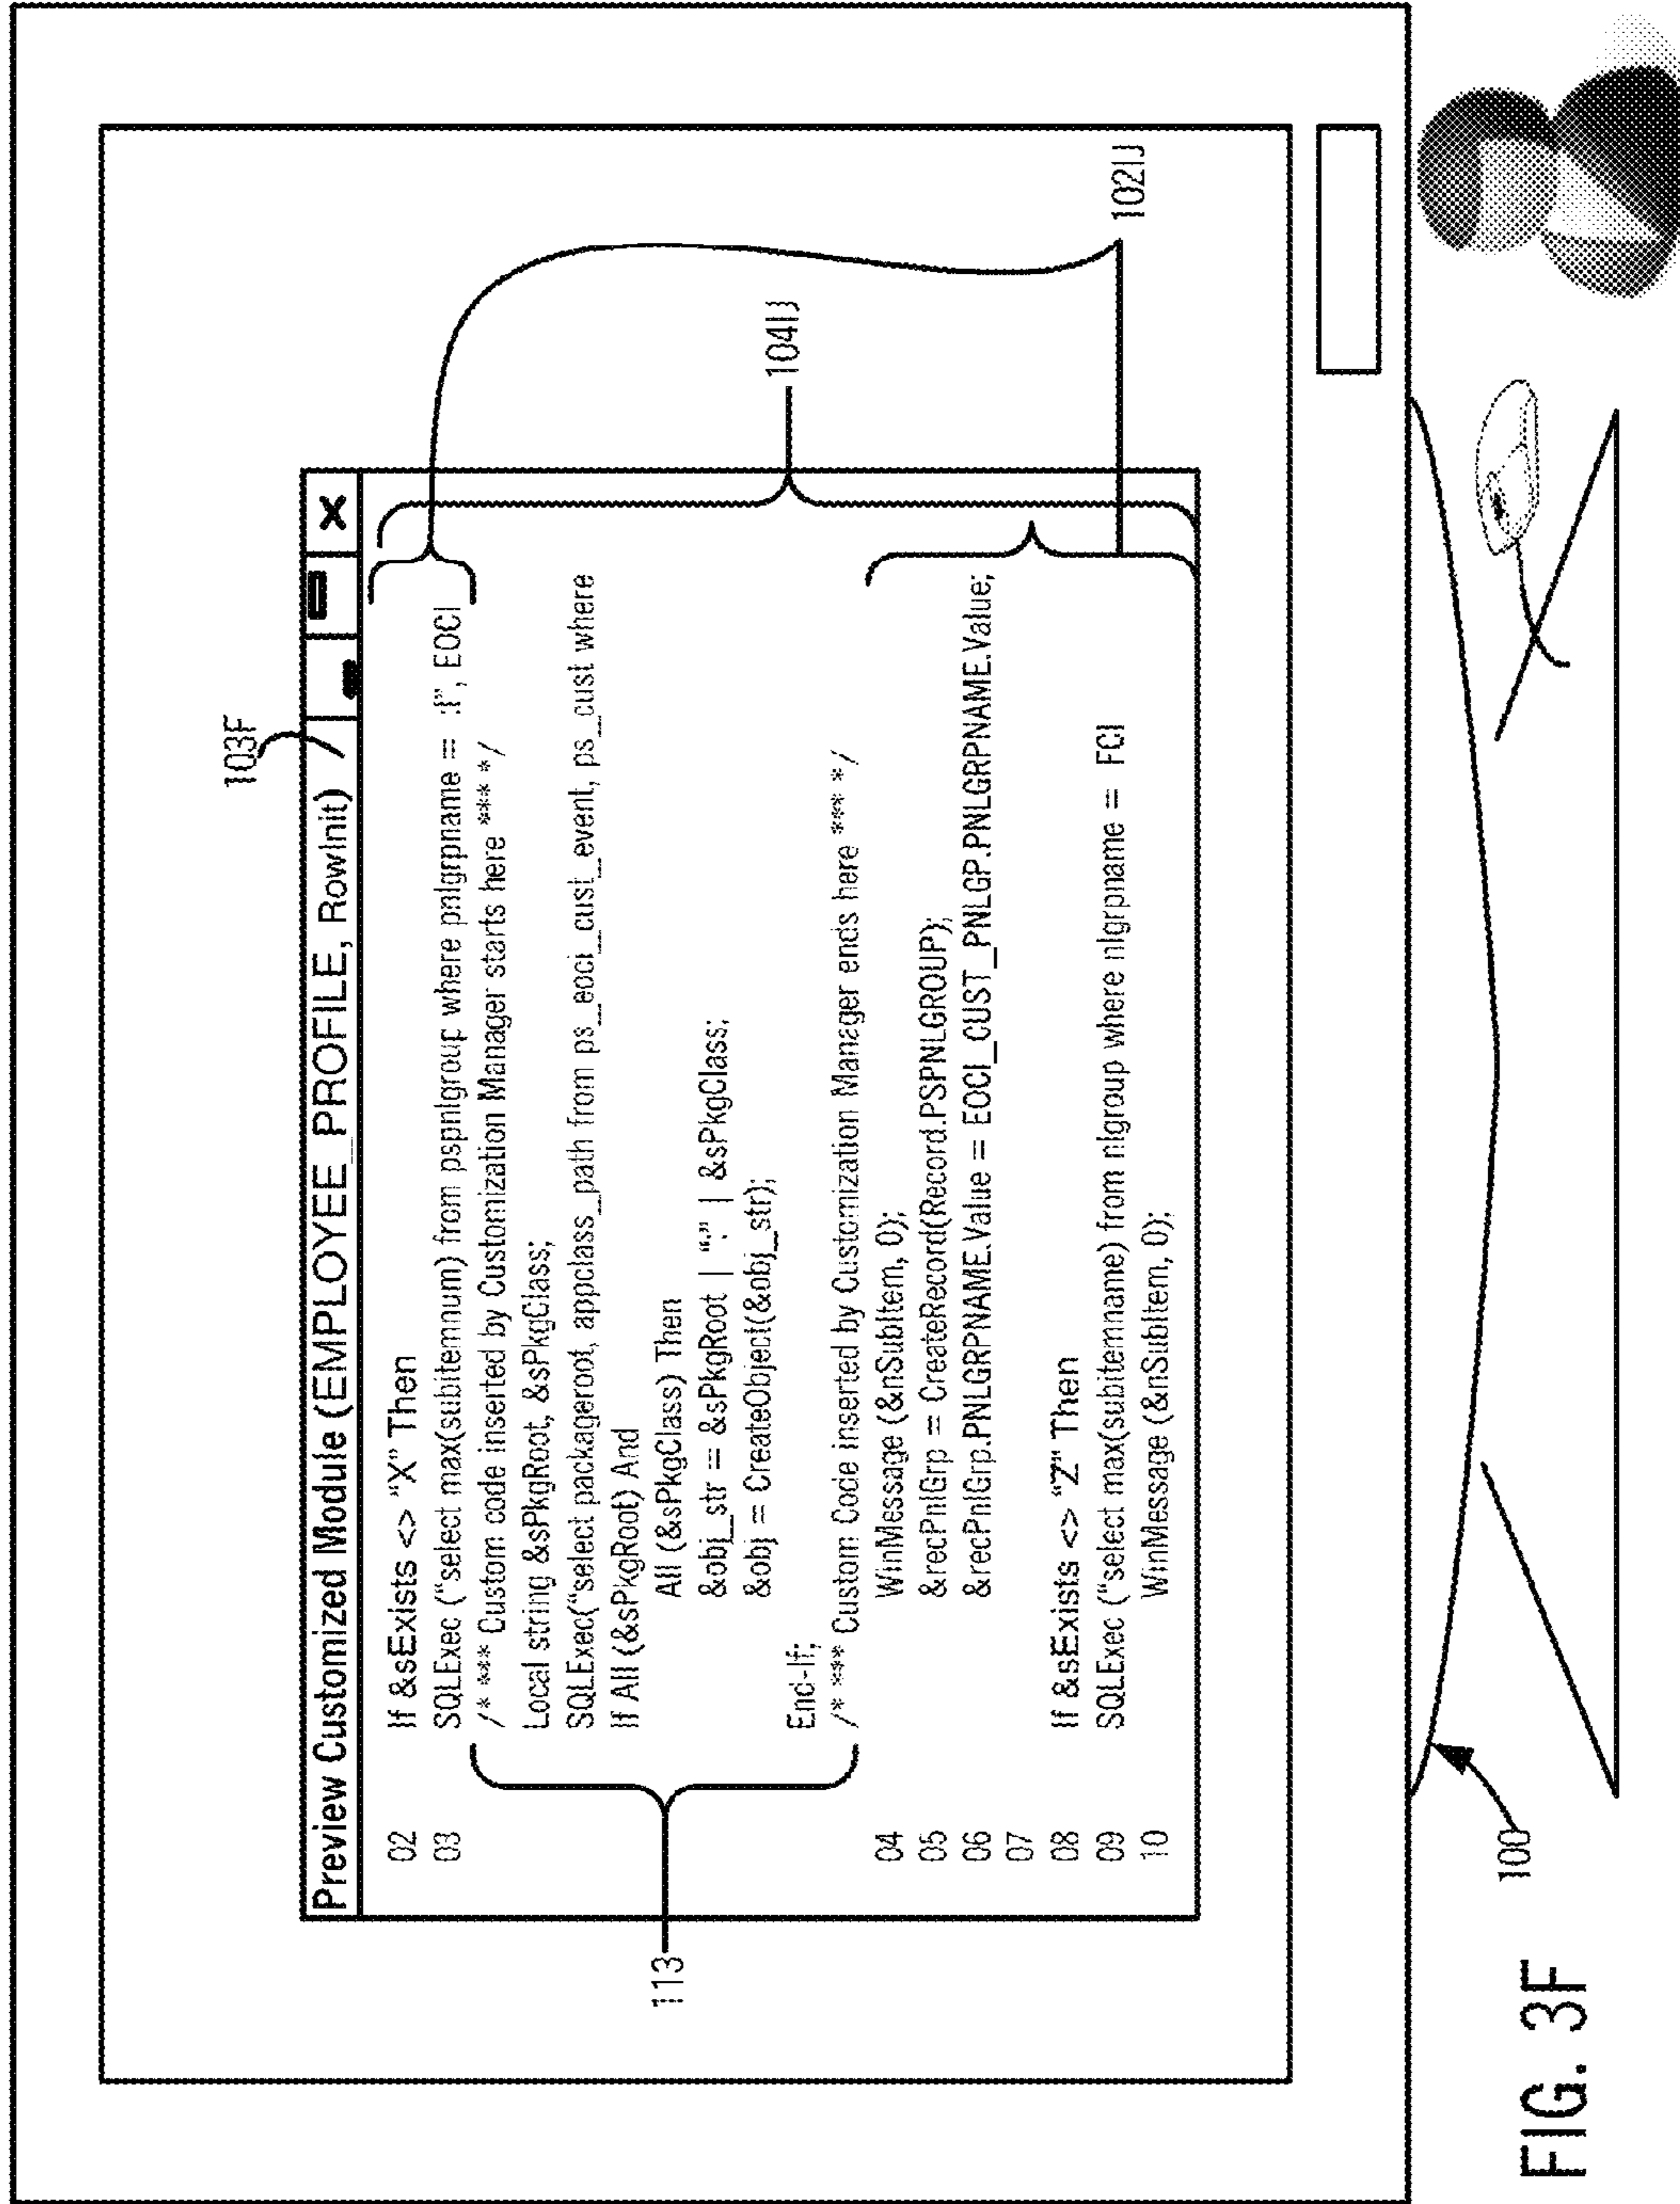 103F
Preview Customized Module (EMPLOYEE_PROFILE, RowInit) X
02 If &sExists <> "X" Then
03 SQLExec ("select max(subitemnum) from pspnlgroup where pnlgrpname = :F", EOCI
/* *** Custom code inserted by Customization Manager starts here *** */
Local string &sPkgRoot, &sPkgClass;
SQLExec("select packageroot, appclass_path from ps_eoci_cust_event, ps_cust where
If All (&sPkgRoot) And
All (&sPkgClass) Then
&obj_str = &sPkgRoot | ":" | &sPkgClass;
&obj = CreateObject(&obj_str);
End-If;
/* *** Custom Code inserted by Customization Manager ends here *** */
04 WinMessage (&nSubItem, 0);
05 &recPnlGrp = CreateRecord(Record.PSPNLGROUP);
06 &recPnlGrp.PNLGRPNAME.Value = EOCI_CUST_PNLGP.PNLGRPNAME.Value;
07
08 If &sExists <> "Z" Then
09 SQLExec ("select max(subitemname) from nlgroup where nlgrpname = FCI
10 WinMessage (&nSubItem, 0);
113
104IJ
102IJ
100
FIG. 3F